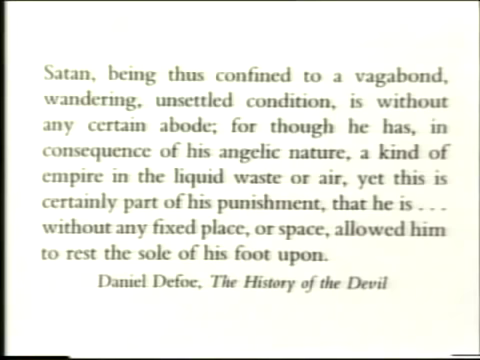 Satan, being thus confined to a vagabond,
wandering, unsettled condition, is without
any certain abode; for though he has, in
consequence of his angelic nature, a kind of
empire in the liquid waste or air, yet this is
certainly part of his punishment, that he is . . .
without any fixed place, or space, allowed him
to rest the sole of his foot upon.
Daniel Defoe, The History of the Devil